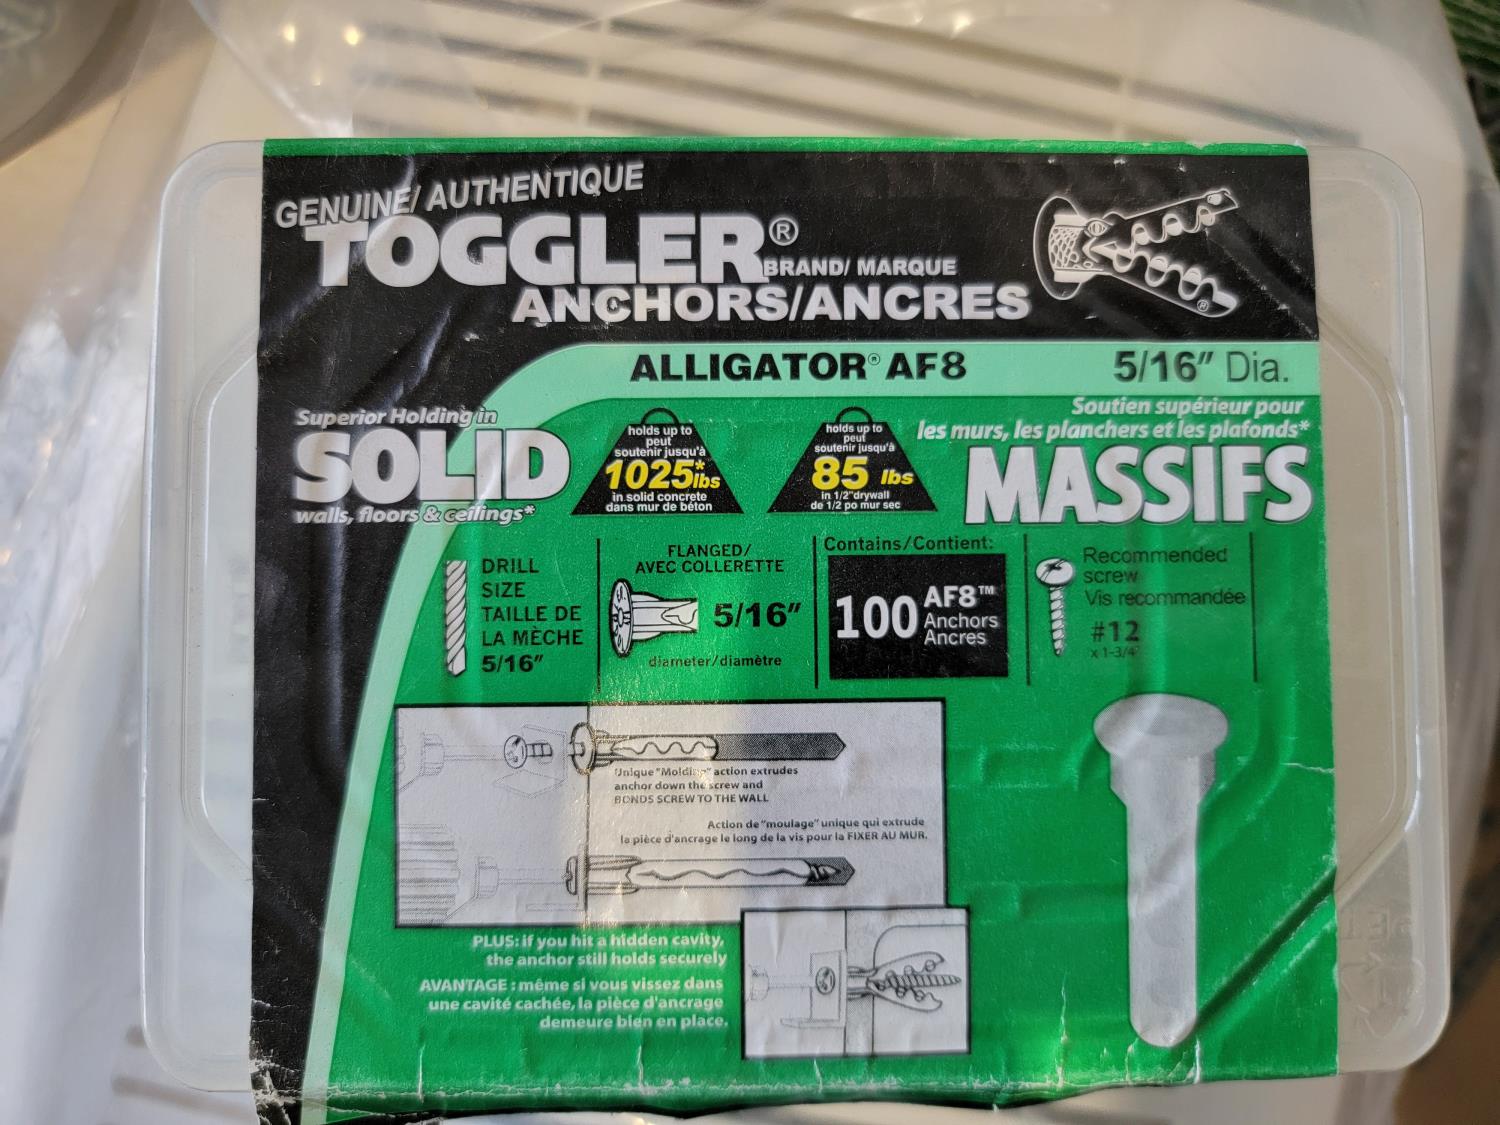 GENUINE/ AUTHENTIQUE
TOGGLER®
BRAND/ MARQUE
ANCHORS/ANCRES
®
ALLIGATOR® AF8
5/16" Dia.
Superior Holding in
SOLID
walls, floors & ceilings*
holds up to
peut
soutenir jusqu'à
1025* lbs
in solid concrete
dans mur de béton
holds up to
peut
soutenir jusqu'à
85 lbs
in 1/2"drywall
de 1/2 po mur sec
Soutien supérieur pour
les murs, les planchers et les plafonds*
MASSIFS
DRILL
SIZE
TAILLE DE
LA MÈCHE
5/16"
FLANGED/
AVEC COLLERETTE
5/16"
diameter/diamètre
Contains/Contient:
100 AF8™
Anchors
Ancres
Recommended
screw
Vis recommandée
#12
x 1-3/4"
Unique "Molding" action extrudes
anchor down the screw and
BONDS SCREW TO THE WALL
Action de "moulage" unique qui extrude
la pièce d'ancrage le long de la vis pour la FIXER AU MUR.
PLUS: if you hit a hidden cavity,
the anchor still holds securely
AVANTAGE : même si vous vissez dans
une cavité cachée, la pièce d'ancrage
demeure bien en place.